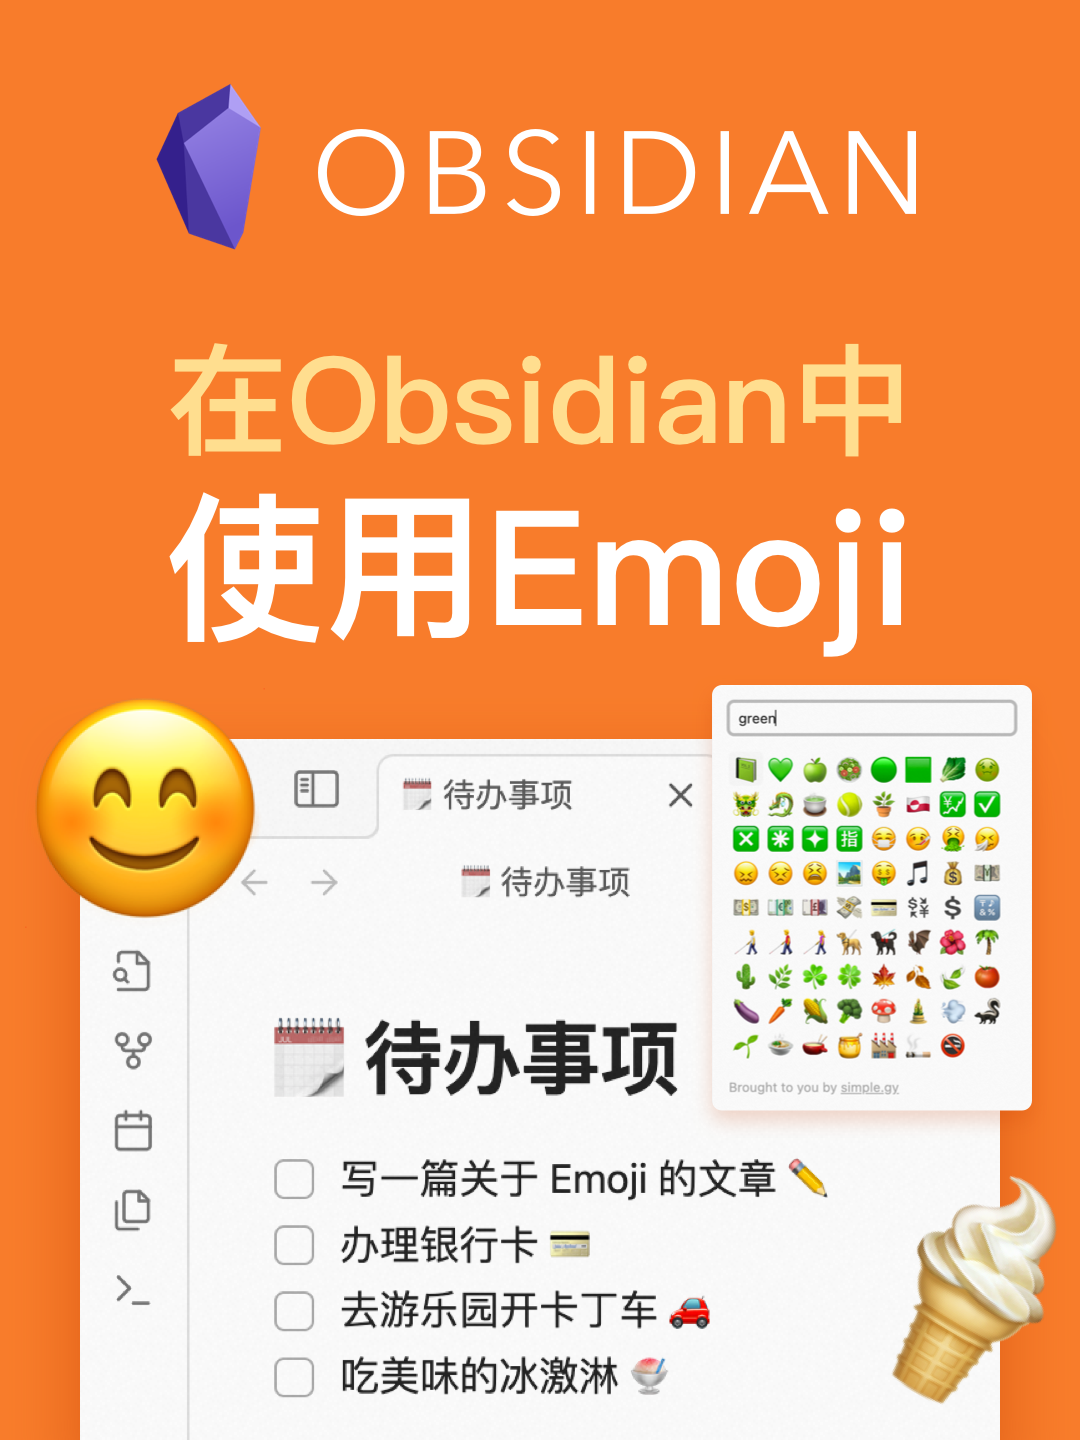 OBSIDIAN
在Obsidian中
使用Emoji
green
待办事项
待办事项
JUL
待办事项
写一篇关于 Emoji 的文章
办理银行卡
去游乐园开卡丁车
吃美味的冰激淋
指
Brought to you by simple.gy